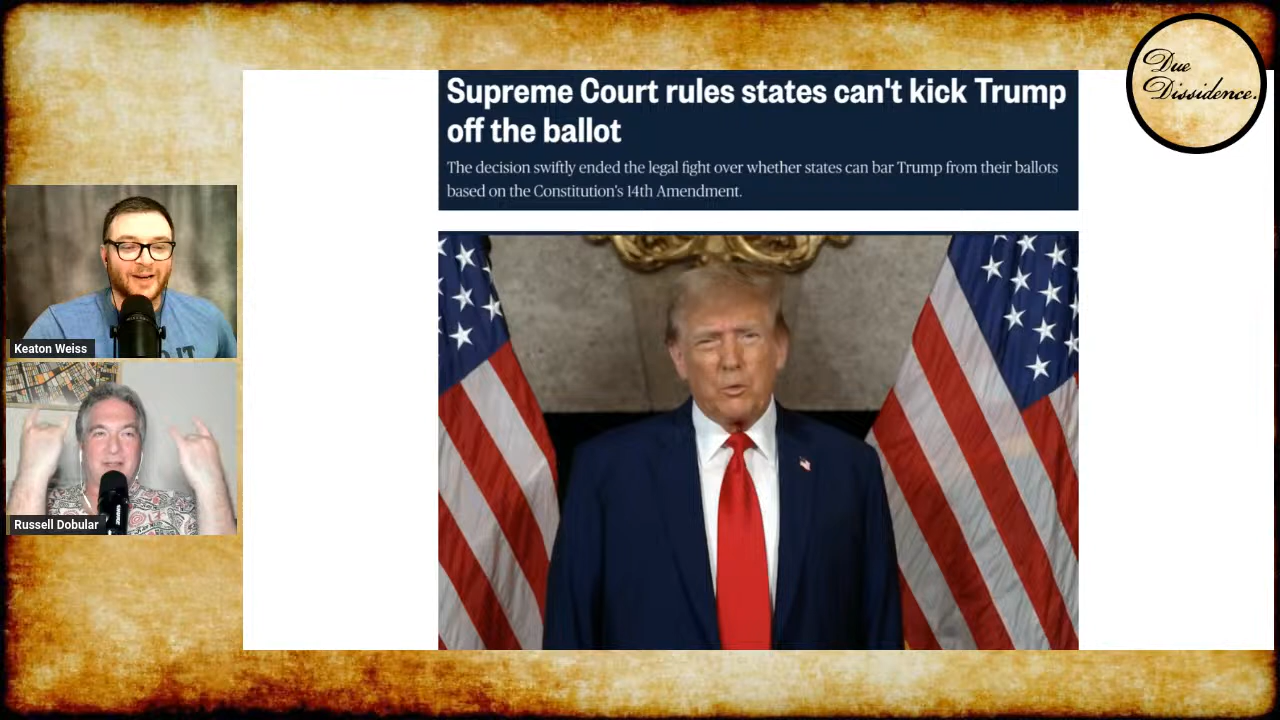 Supreme Court rules states can't kick Trump
off the ballot
The decision swiftly ended the legal fight over whether states can bar Trump from their ballots
based on the Constitution's 14th Amendment.
Due
Dissidence.
Keaton Weiss
Russell Dobular